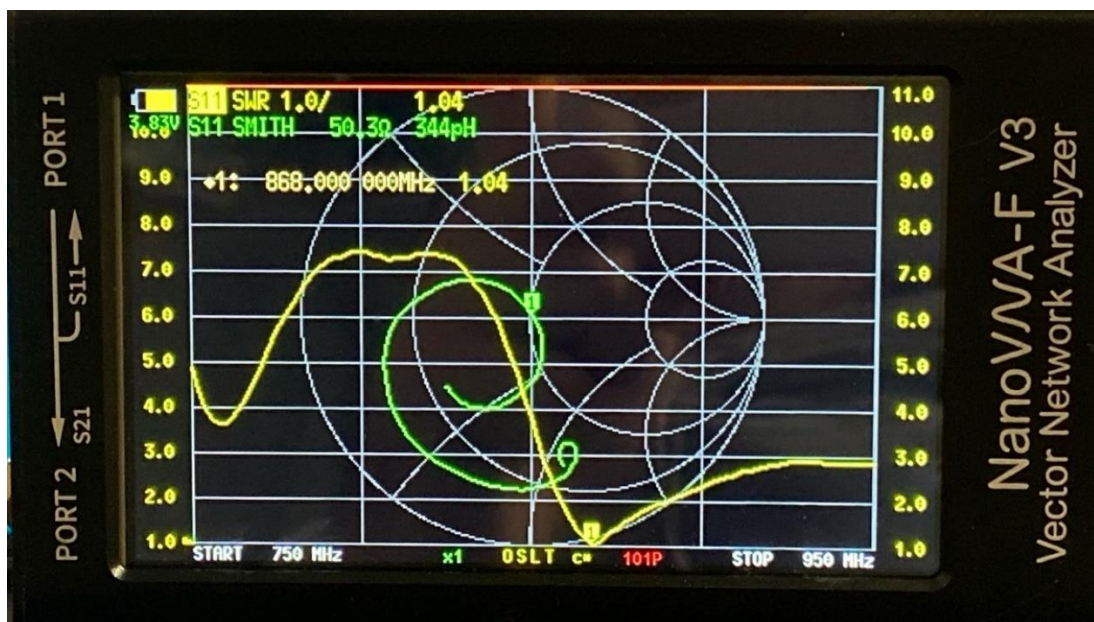 PORT 1
S11
S21
PORT 2
S11 SWR 1.0/ 1.04
3.83V S11 SMITH 50.3Ω 344pH
1: 868.000 000MHz 1.04
10.0
9.0
8.0
7.0
6.0
5.0
4.0
3.0
2.0
1.0
1
1
11.0
10.0
9.0
8.0
7.0
6.0
5.0
4.0
3.0
2.0
1.0
START 750 MHz x1 OSLT c* 101P STOP 950 MHz
NanoVNA-F V3
Vector Network Analyzer